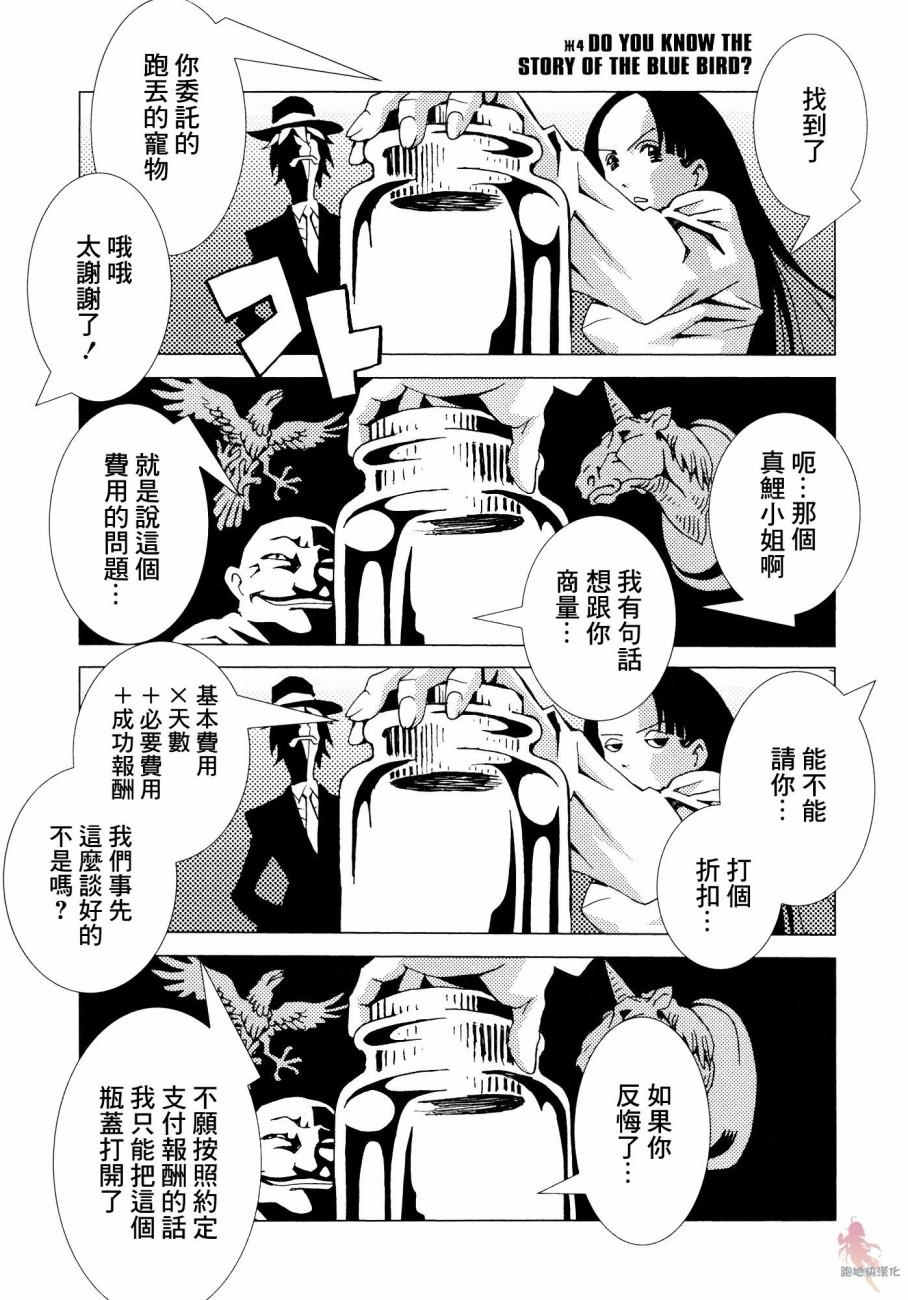 ※4 DO YOU KNOW THE
STORY OF THE BLUE BIRD?
找到了
你委託的
跑丟的寵物
哦哦
太謝謝了！
コト
呃…那個
真鯉小姐啊
我有句話
想跟你
商量…
就是說這個
費用的問題…
能不能
請你…
打個
折扣…
基本費用
×天數
＋必要費用
＋成功報酬
我們事先
這麼談好的
不是嗎？
如果你
反悔了…
不願按照約定
支付報酬的話
我只能把這個
瓶蓋打開了
跑地快漢化